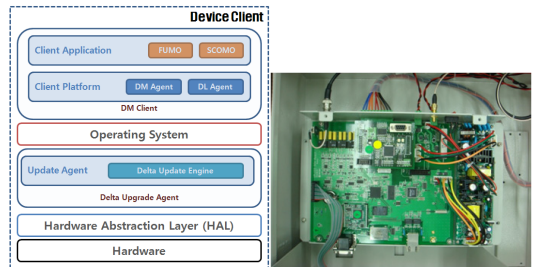 Device Client
Client Application FUMO SCOMO
Client Platform DM Agent DL Agent
DM Client
Operating System
Update Agent Delta Update Engine
Delta Upgrade Agent
Hardware Abstraction Layer (HAL)
Hardware